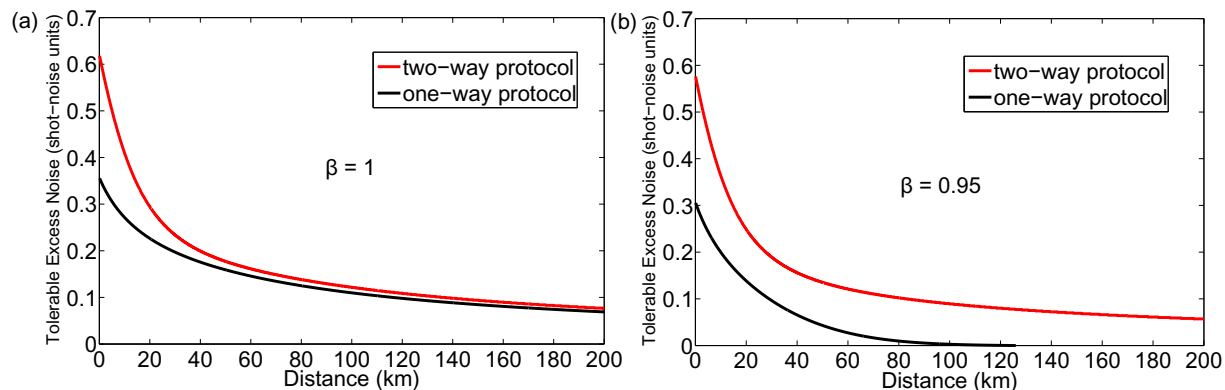 (a)
Tolerable Excess Noise (shot−noise units)
0.7
0.6
0.5
0.4
0.3
0.2
0.1
0
two−way protocol
one−way protocol
β = 1
0 20 40 60 80 100 120 140 160 180 200
Distance (km)
(b)
Tolerable Excess Noise (shot−noise units)
0.7
0.6
0.5
0.4
0.3
0.2
0.1
0
two−way protocol
one−way protocol
β = 0.95
0 20 40 60 80 100 120 140 160 180 200
Distance (km)